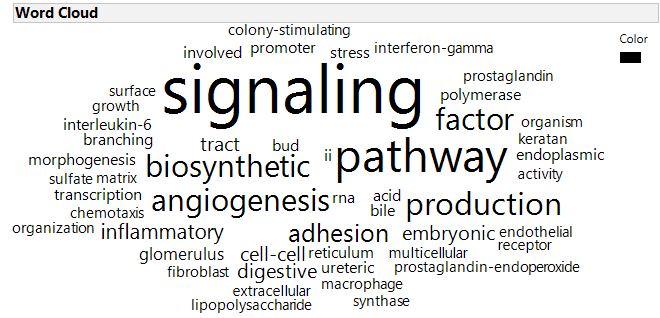 Word Cloud
colony-stimulating
Color
involved promoter stress interferon-gamma
signaling
prostaglandin
surface
polymerase
growth
factor
organism
interleukin-6
branching
keratan
tract bud
ii
pathway
endoplasmic
morphogenesis
biosynthetic
activity
sulfate matrix
transcription
angiogenesis
rna
acid
bile
production
chemotaxis
organization
inflammatory
adhesion
embryonic
endothelial
receptor
glomerulus
cell-cell
reticulum
multicellular
fibroblast
digestive
ureteric
prostaglandin-endoperoxide
macrophage
extracellular
lipopolysaccharide
synthase